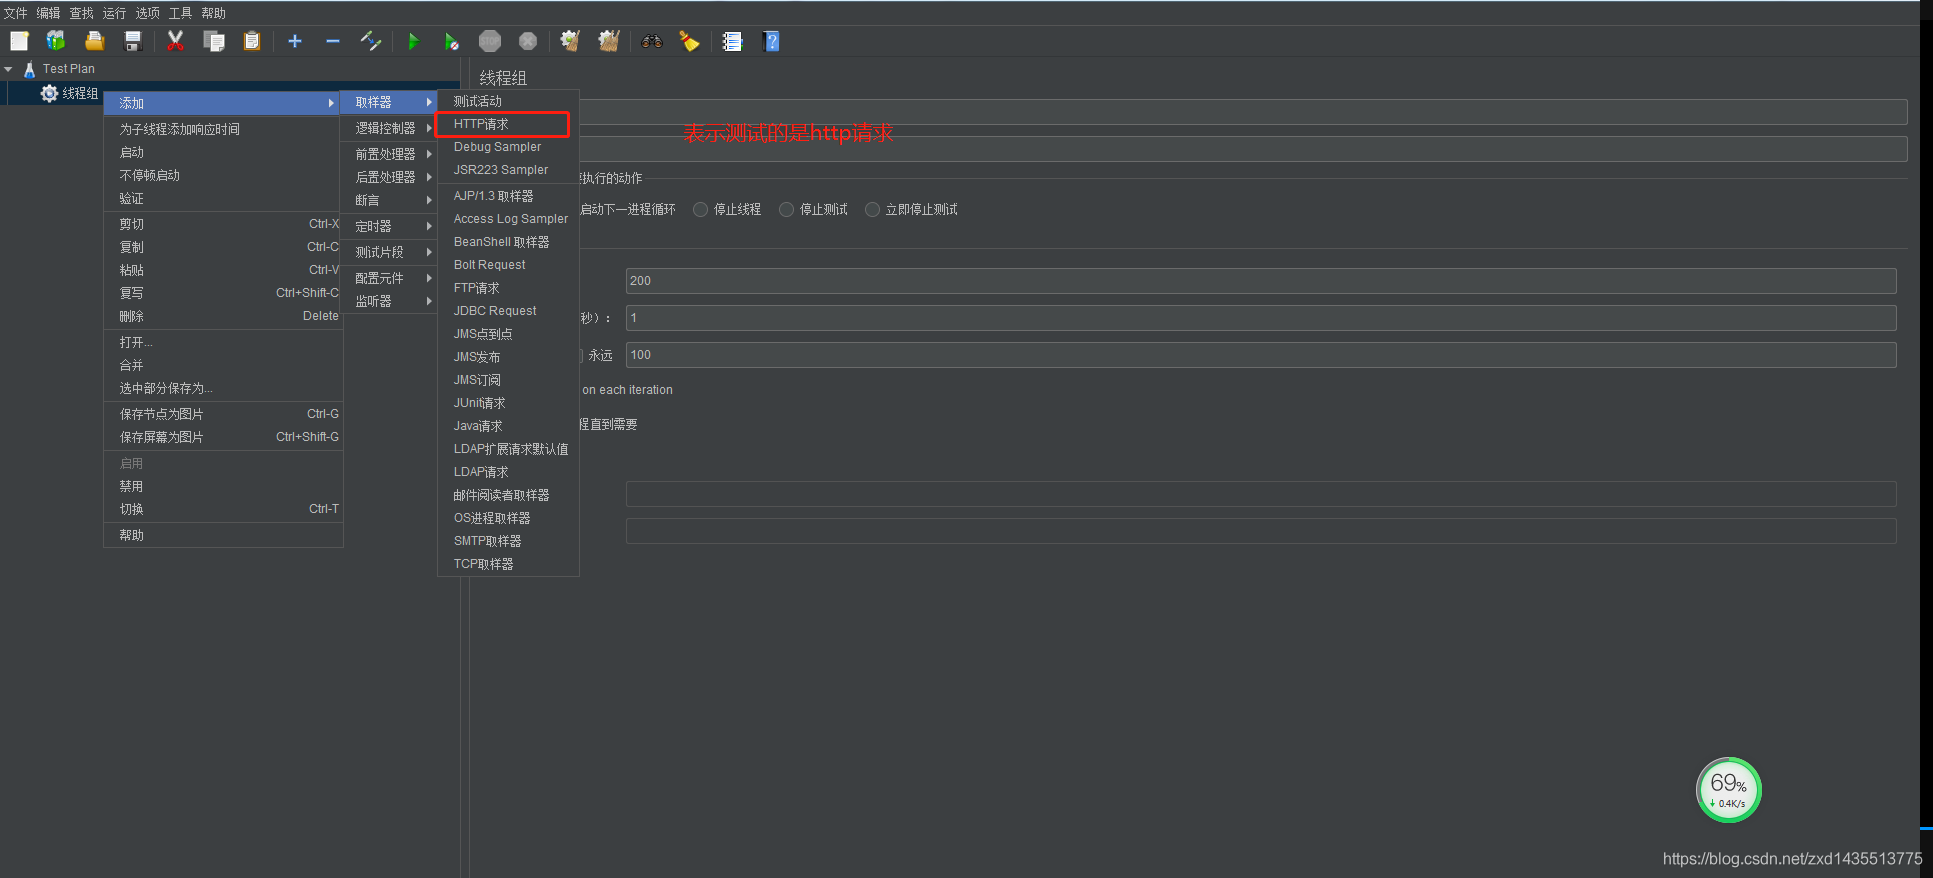 文件 编辑 查找 运行 选项 工具 帮助
Test Plan
线程组
添加
为子线程添加响应时间
启动
不停顿启动
验证
剪切 Ctrl-X
复制 Ctrl-C
粘贴 Ctrl-V
复写 Ctrl+Shift-C
删除 Delete
打开...
合并
选中部分保存为...
保存节点为图片 Ctrl-G
保存屏幕为图片 Ctrl+Shift-G
启用
禁用
切换 Ctrl-T
帮助
取样器
逻辑控制器
前置处理器
后置处理器
断言
定时器
测试片段
配置元件
监听器
测试活动
HTTP请求
Debug Sampler
JSR223 Sampler
AJP/1.3 取样器
Access Log Sampler
BeanShell 取样器
Bolt Request
FTP请求
JDBC Request
JMS点到点
JMS发布
JMS订阅
JUnit请求
Java请求
LDAP扩展请求默认值
LDAP请求
邮件阅读者取样器
OS进程取样器
SMTP取样器
TCP取样器
线程组
表示测试的是http请求
执行的动作
启动下一进程循环 停止线程 停止测试 立即停止测试
200
秒）： 1
永远 100
on each iteration
程直到需要
69%
0.4K/s
https://blog.csdn.net/zxd1435513775